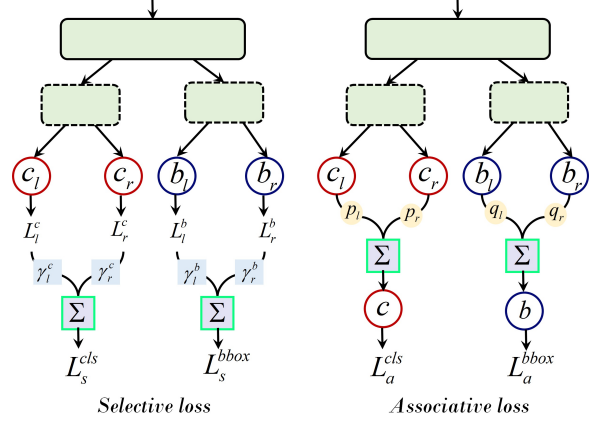 c_l c_r b_l b_r c_l c_r b_l b_r
p_l p_r q_l q_r
L_l^c L_r^c L_l^b L_r^b
Σ Σ
γ_l^c γ_r^c γ_l^b γ_r^b
Σ Σ c b
L_s^{cls} L_s^{bbox} L_a^{cls} L_a^{bbox}
Selective loss Associative loss